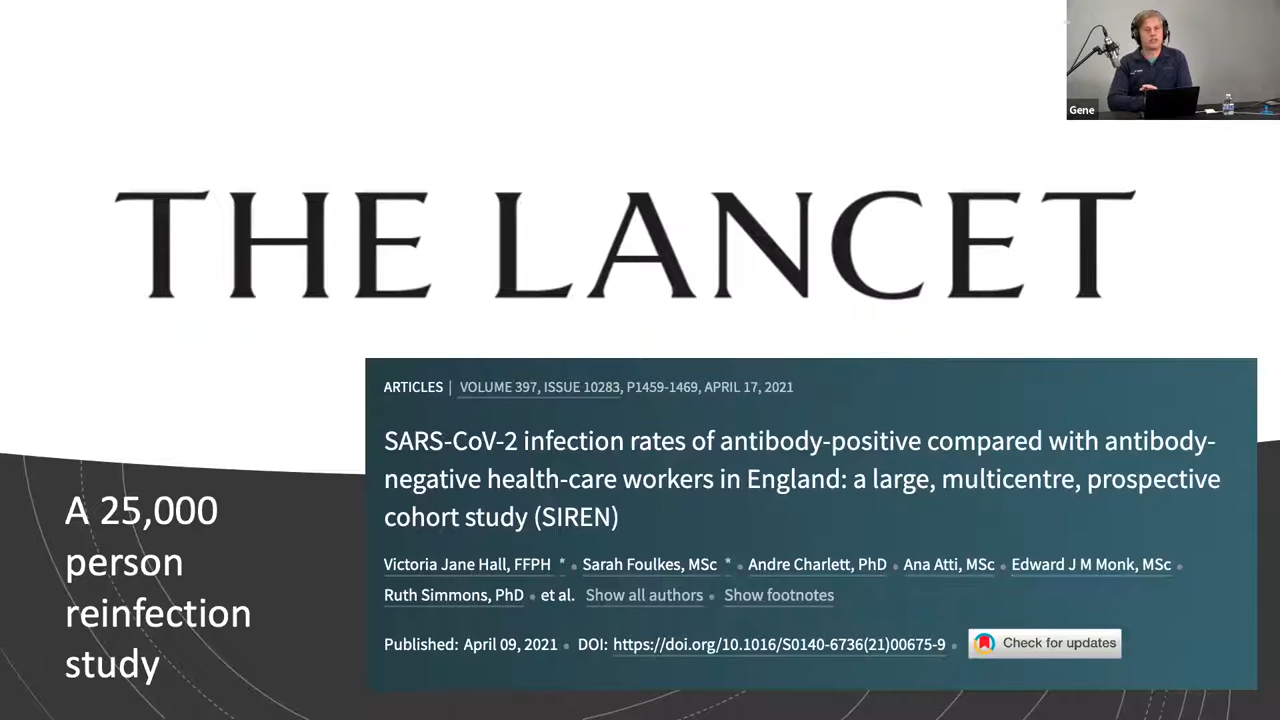 Gene
THE LANCET
ARTICLES | VOLUME 397, ISSUE 10283, P1459-1469, APRIL 17, 2021
SARS-CoV-2 infection rates of antibody-positive compared with antibody-
negative health-care workers in England: a large, multicentre, prospective
cohort study (SIREN)
Victoria Jane Hall, FFPH * • Sarah Foulkes, MSc * • Andre Charlett, PhD • Ana Atti, MSc • Edward J M Monk, MSc •
Ruth Simmons, PhD • et al. Show all authors • Show footnotes
Published: April 09, 2021 • DOI: https://doi.org/10.1016/S0140-6736(21)00675-9 • Check for updates
A 25,000
person
reinfection
study